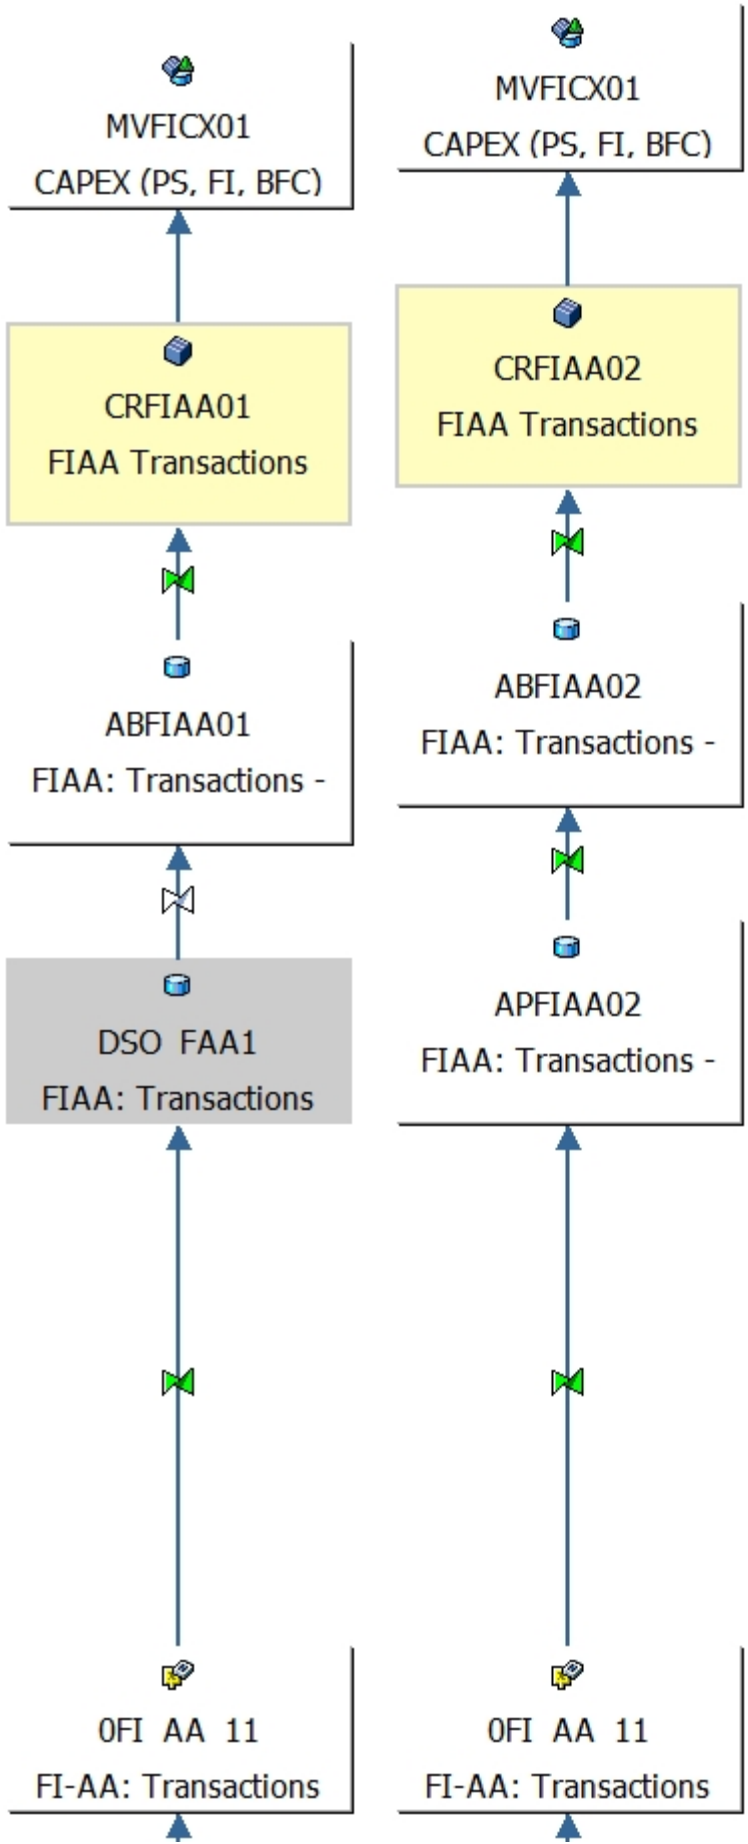 MVFICX01
CAPEX (PS, FI, BFC)
CRFIAA01
FIAA Transactions
ABFIAA01
FIAA: Transactions -
DSO FAA1
FIAA: Transactions
0FI AA 11
FI-AA: Transactions
MVFICX01
CAPEX (PS, FI, BFC)
CRFIAA02
FIAA Transactions
ABFIAA02
FIAA: Transactions -
APFIAA02
FIAA: Transactions -
0FI AA 11
FI-AA: Transactions